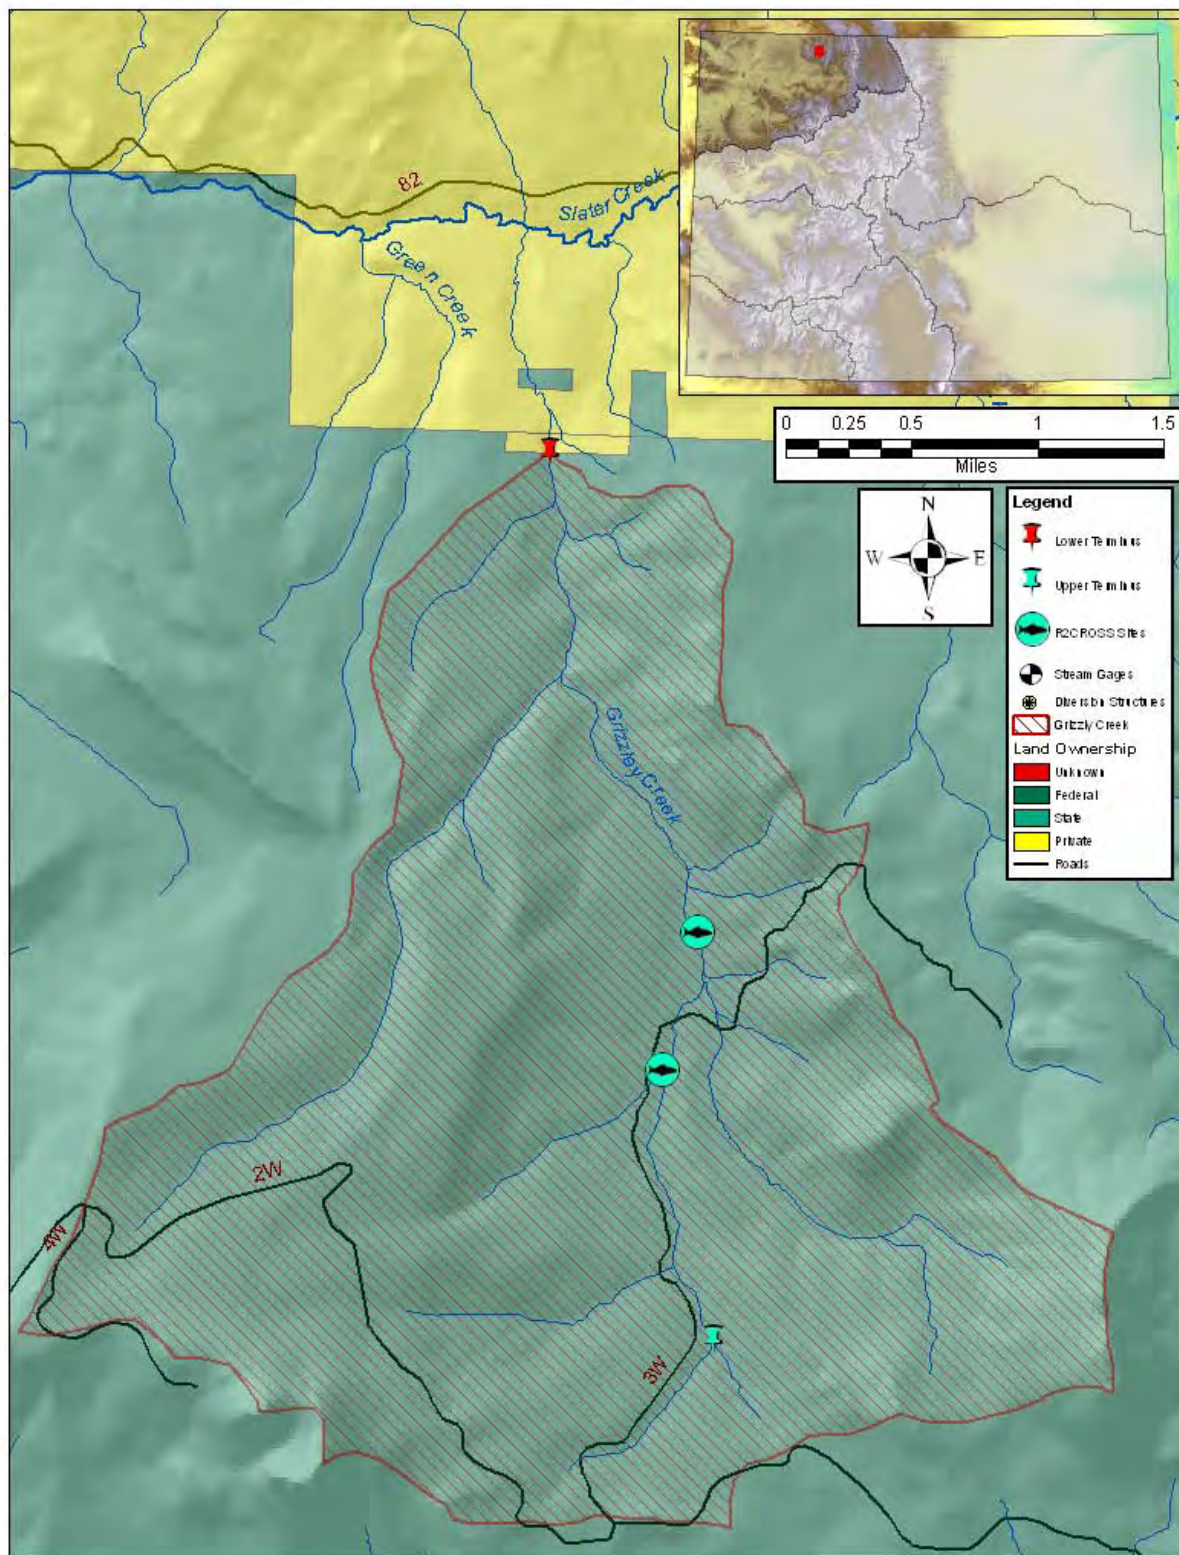 82
Slater Creek
Green Creek
0 0.25 0.5 1 1.5
Miles
N
W E
S
Legend
Lower Terminus
Upper Terminus
R2CROSS Sites
Stream Gages
Diversion Structures
Grizzly Creek
Land Ownership
Unknown
Federal
State
Private
Roads
Grizzley Creek
2W
4W
3W